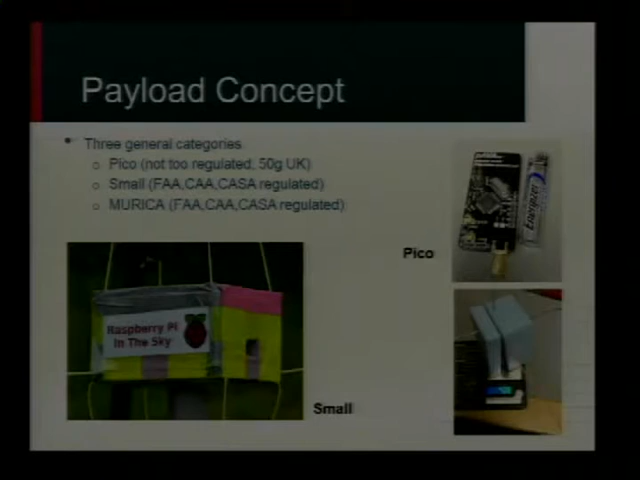 Payload Concept
Three general categories
Pico (not too regulated, 50g UK)
Small (FAA,CAA,CASA regulated)
MURICA (FAA,CAA,CASA regulated)
Pico
Energizer
Raspberry Pi
In The Sky
Small